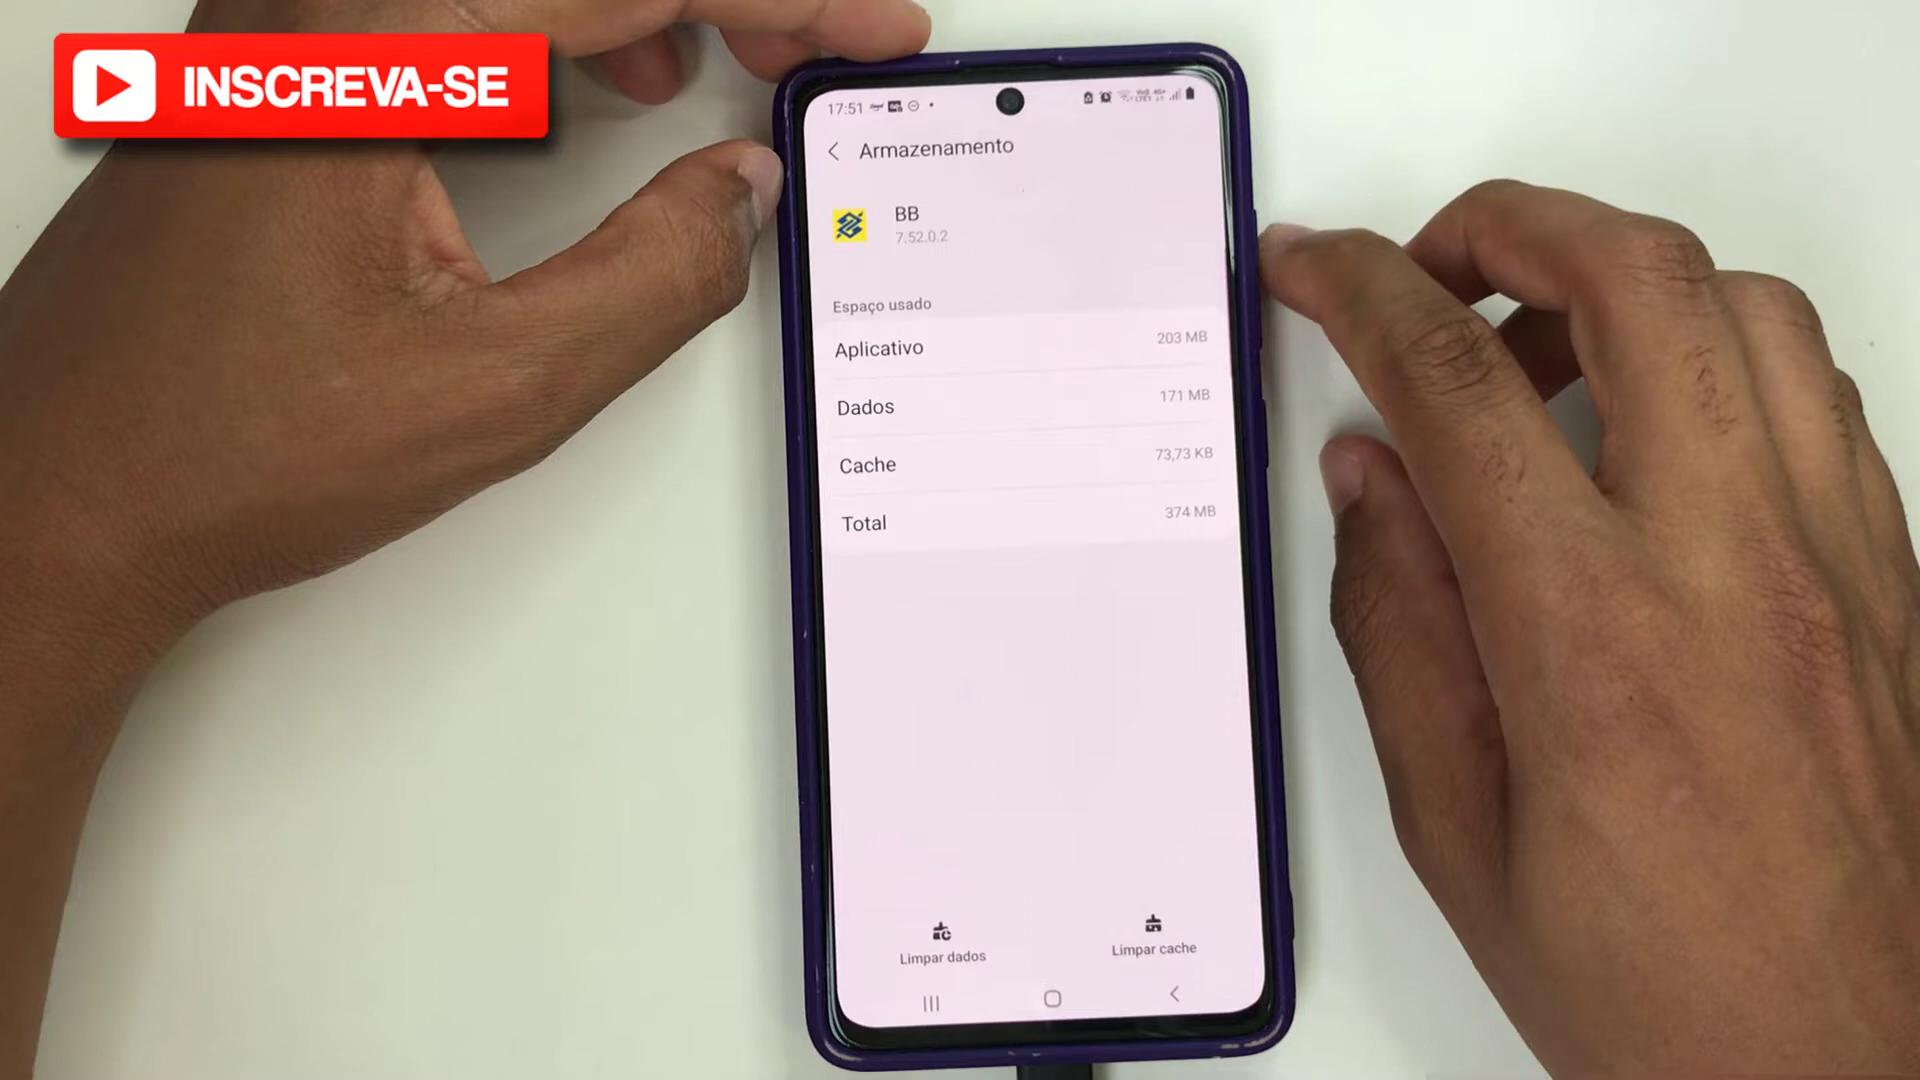 INSCREVA-SE
17:51
Armazenamento
BB
7.52.0.2
Espaço usado
Aplicativo 203 MB
Dados 171 MB
Cache 73,73 KB
Total 374 MB
Limpar dados Limpar cache